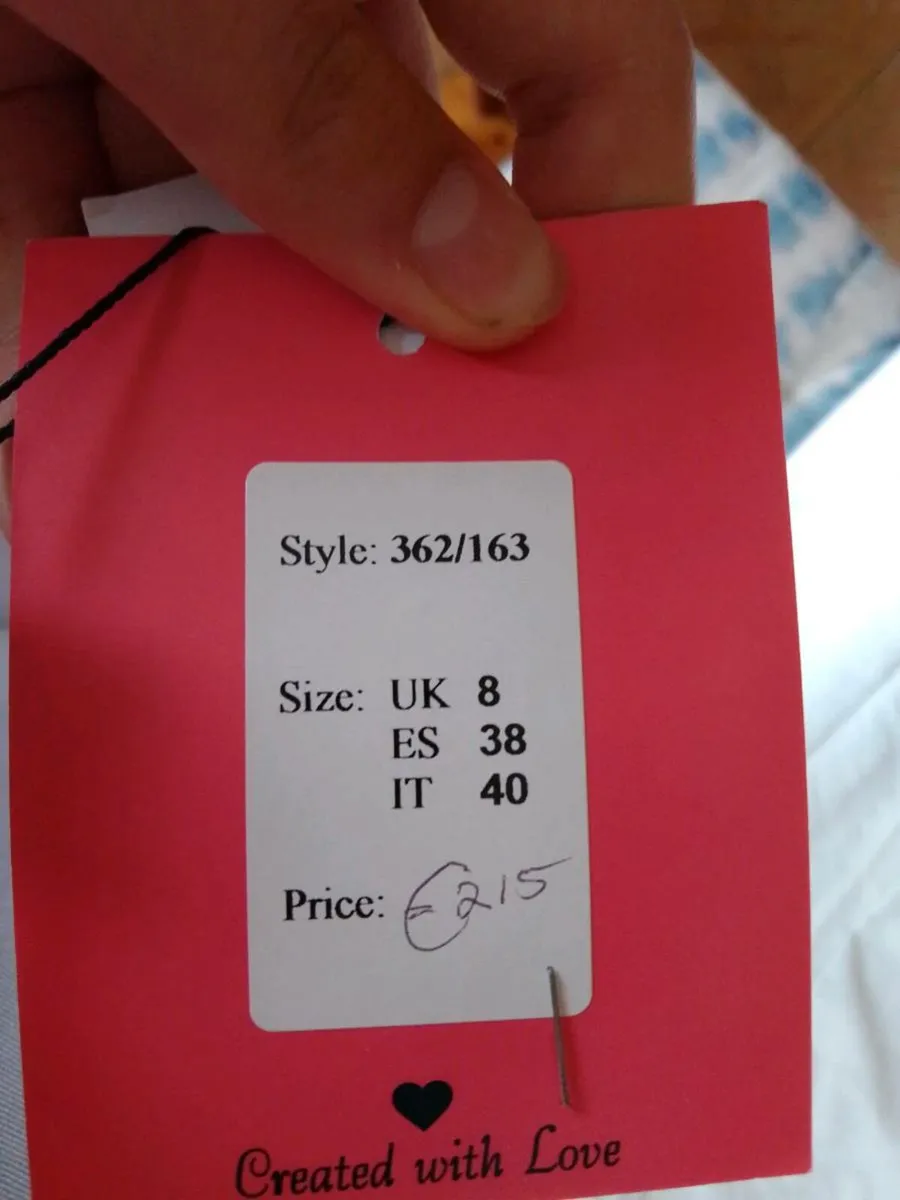 Style: 362/163
Size: UK 8
ES 38
IT 40
Price: €215
Created with Love